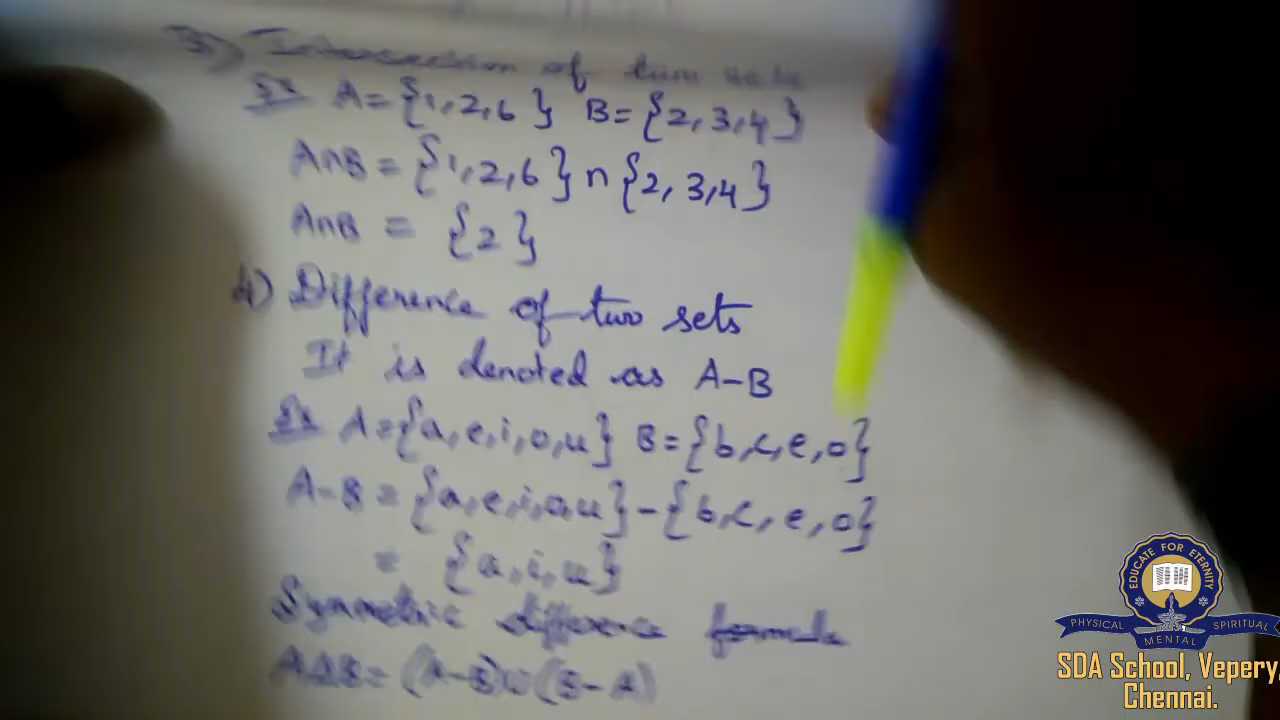 3) Intersection of two sets
Ex A = {1, 2, 6} B = {2, 3, 4}
A∩B = {1, 2, 6} ∩ {2, 3, 4}
A∩B = {2}
4) Difference of two sets
It is denoted as A-B
Ex A = {a, e, i, o, u} B = {b, c, e, o}
A-B = {a, e, i, o, u} - {b, c, e, o}
= {a, i, u}
Symmetric difference formula
AΔB = (A-B)∪(B-A)
EDUCATE FOR ETERNITY
PHYSICAL MENTAL SPIRITUAL
SDA School, Vepery,
Chennai.